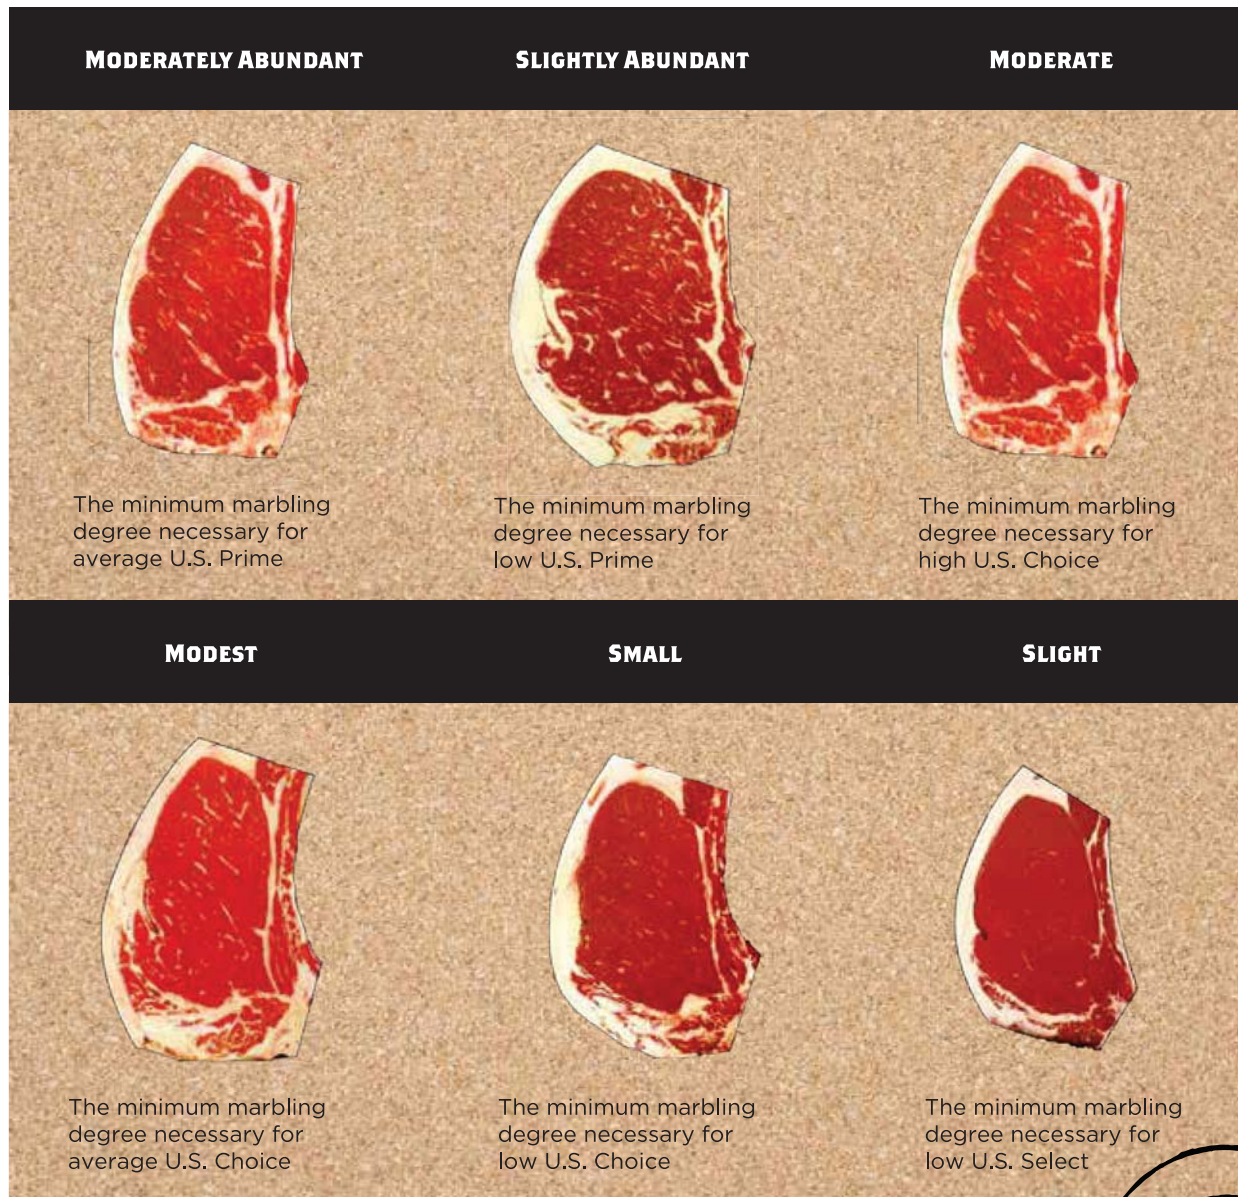 MODERATELY ABUNDANT
SLIGHTLY ABUNDANT
MODERATE
The minimum marbling
degree necessary for
average U.S. Prime
The minimum marbling
degree necessary for
low U.S. Prime
The minimum marbling
degree necessary for
high U.S. Choice
MODEST
SMALL
SLIGHT
The minimum marbling
degree necessary for
average U.S. Choice
The minimum marbling
degree necessary for
low U.S. Choice
The minimum marbling
degree necessary for
low U.S. Select